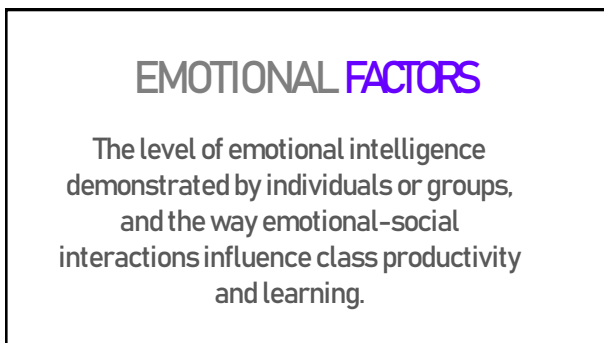 EMOTIONAL FACTORS
The level of emotional intelligence
demonstrated by individuals or groups,
and the way emotional-social
interactions influence class productivity
and learning.